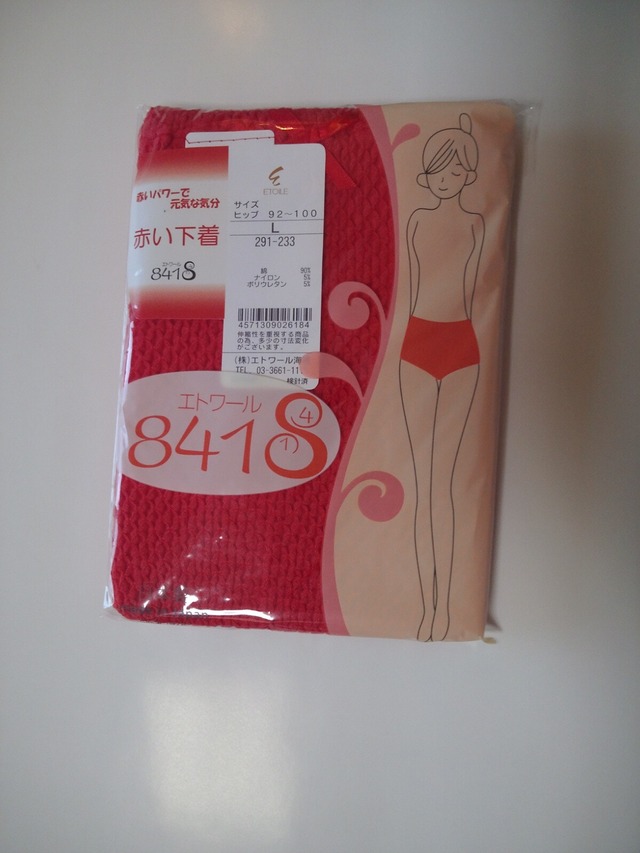 赤いパワーで
元気な気分
赤い下着
エトワール
841S
ETOILE
サイズ
ヒップ 92～100
L
291-233
綿 90%
ナイロン 5%
ポリウレタン 5%
4571309026184
伸縮性を重視する商品
の為、多少の寸法変化
がございます。
(株)エトワール海
TEL. 03-3661-11
検針済
エトワール
841S
4
1)